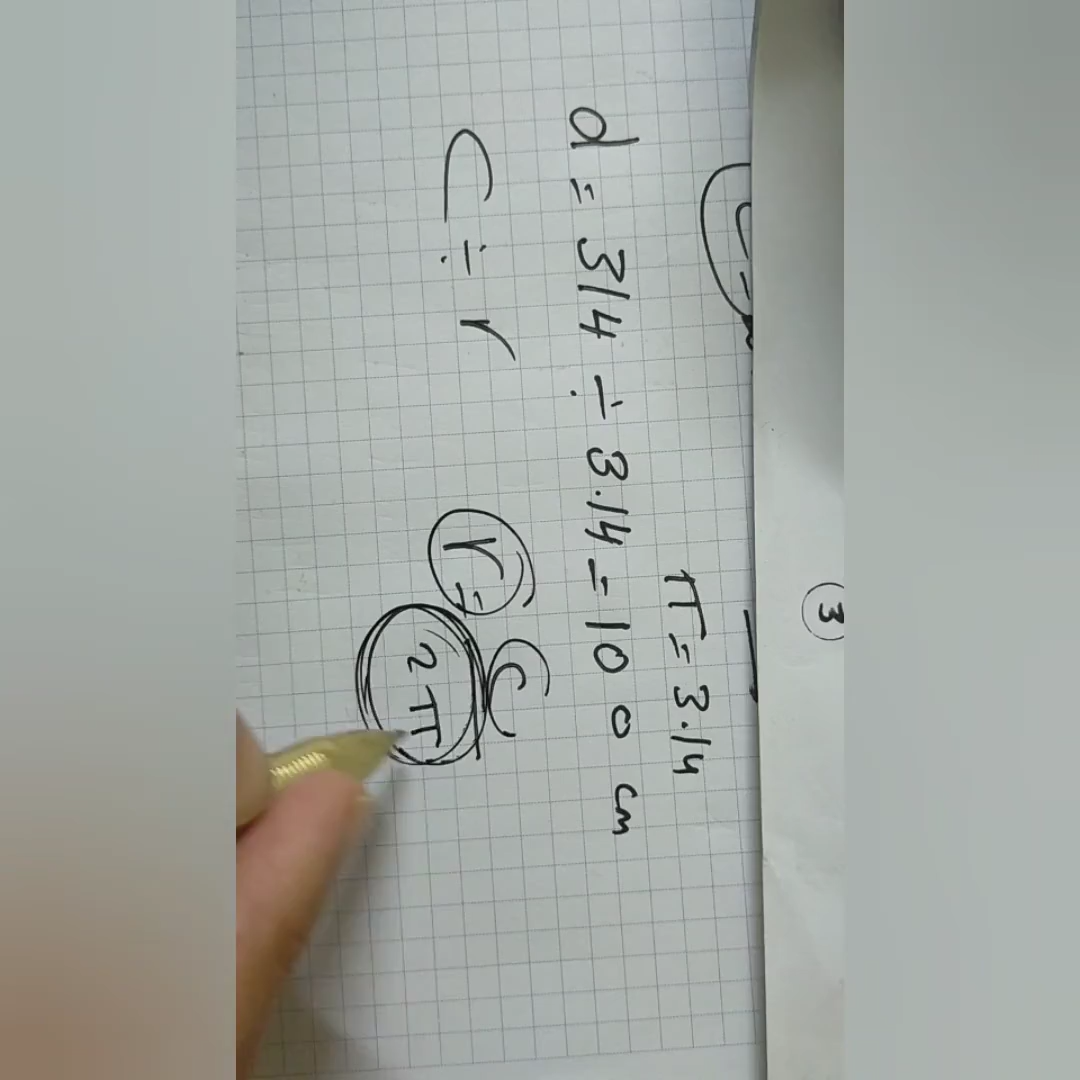 3
π = 3.14
d = 314 ÷ 3.14 = 100 cm
C ÷ r
r = C
2π